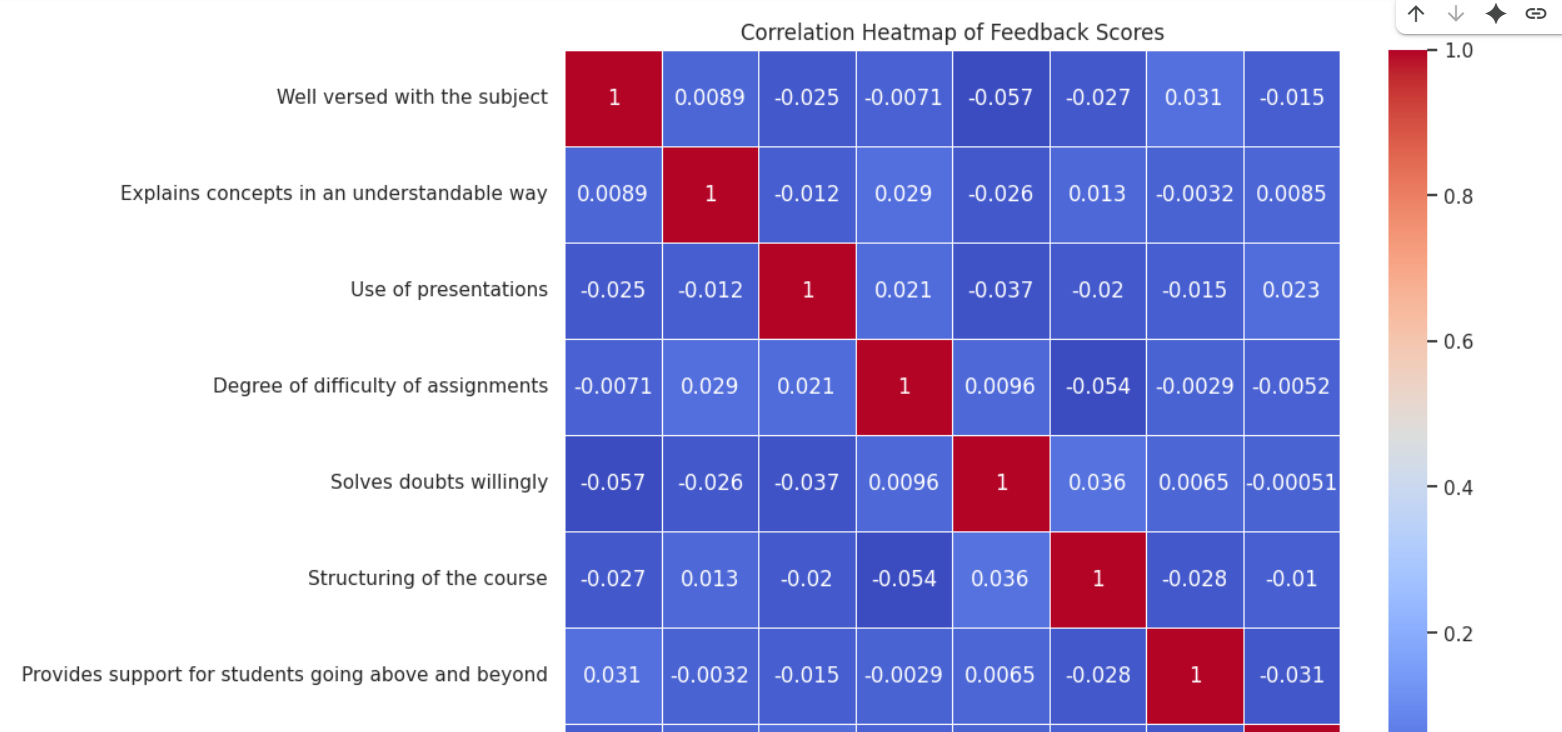 Correlation Heatmap of Feedback Scores
Well versed with the subject 1 0.0089 -0.025 -0.0071 -0.057 -0.027 0.031 -0.015
Explains concepts in an understandable way 0.0089 1 -0.012 0.029 -0.026 0.013 -0.0032 0.0085
Use of presentations -0.025 -0.012 1 0.021 -0.037 -0.02 -0.015 0.023
Degree of difficulty of assignments -0.0071 0.029 0.021 1 0.0096 -0.054 -0.0029 -0.0052
Solves doubts willingly -0.057 -0.026 -0.037 0.0096 1 0.036 0.0065 -0.00051
Structuring of the course -0.027 0.013 -0.02 -0.054 0.036 1 -0.028 -0.01
Provides support for students going above and beyond 0.031 -0.0032 -0.015 -0.0029 0.0065 -0.028 1 -0.031
1.0
0.8
0.6
0.4
0.2